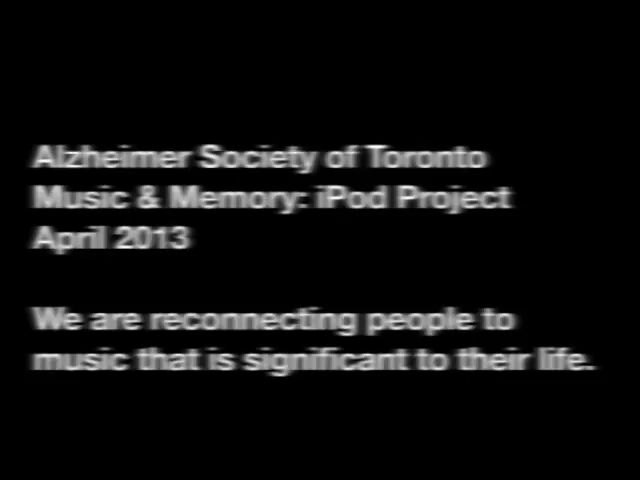 Alzheimer Society of Toronto
Music & Memory: iPod Project
April 2013
We are reconnecting people to
music that is significant to their life.